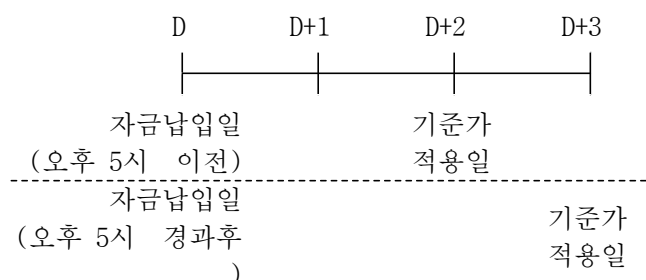 D D+1 D+2 D+3
자금납입일 기준가
(오후 5시 이전) 적용일
자금납입일
(오후 5시 경과후
)
기준가
적용일